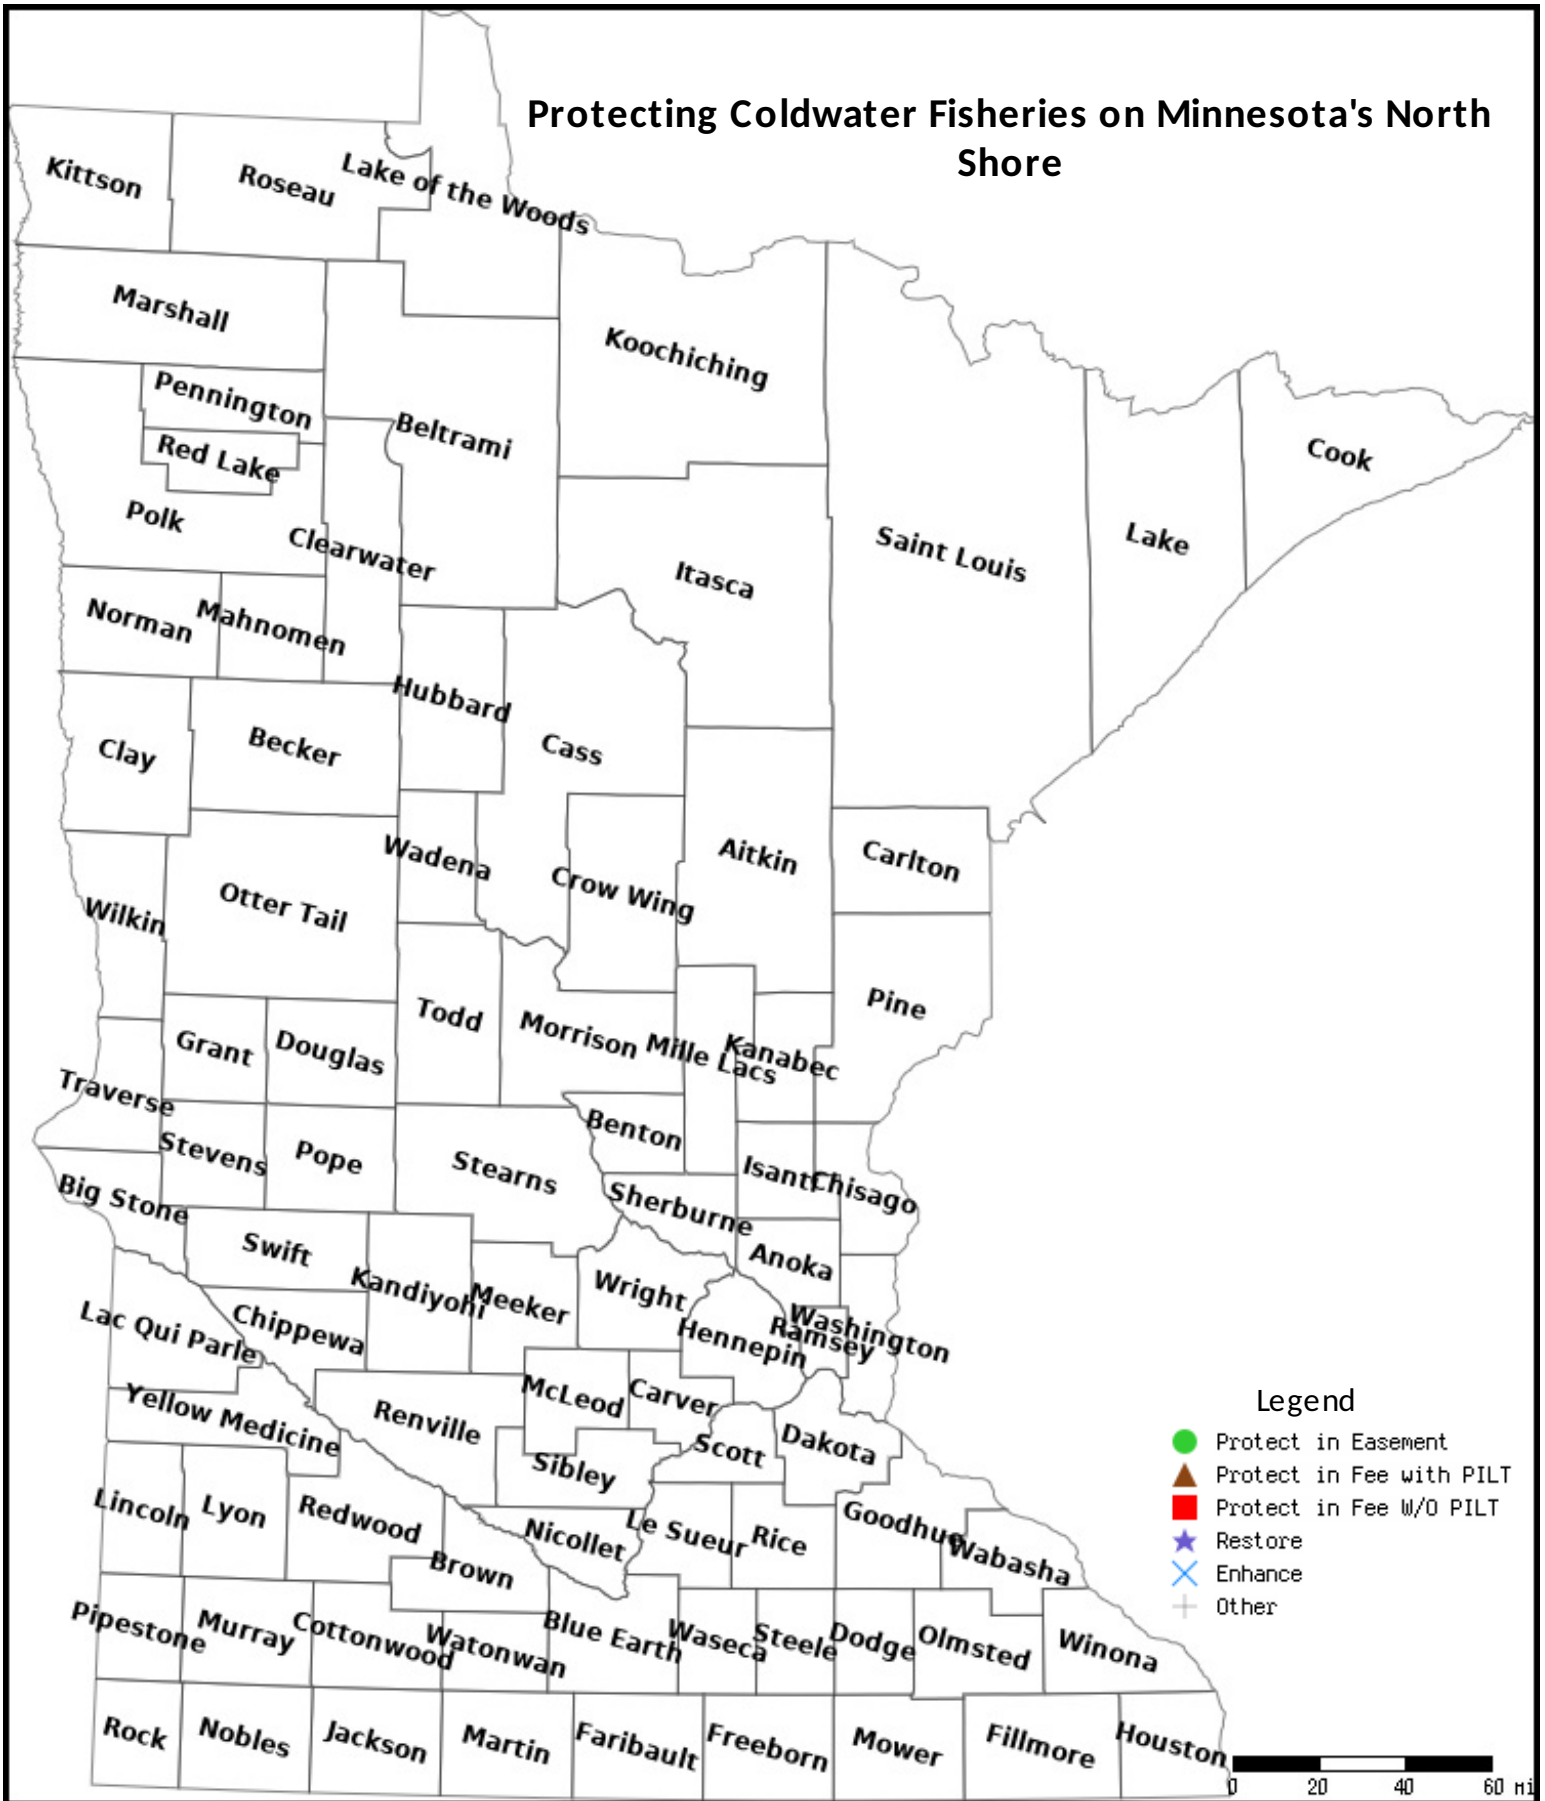 Protecting Coldwater Fisheries on Minnesota's North
Shore
Kittson
Roseau
Lake of the Woods
Marshall
Koochiching
Pennington
Beltrami
Red Lake
Cook
Polk
Clearwater
Saint Louis
Lake
Itasca
Norman
Mahnomen
Hubbard
Clay
Becker
Cass
Wadena
Aitkin
Carlton
Crow Wing
Otter Tail
Wilkin
Pine
Todd
Morrison
Mille Lacs
Kanabec
Grant
Douglas
Traverse
Benton
Stevens
Pope
Stearns
Isanti
Chisago
Big Stone
Sherburne
Swift
Anoka
Kandiyohi
Meeker
Wright
Washington
Ramsey
Hennepin
Lac Qui Parle
Chippewa
McLeod
Carver
Yellow Medicine
Renville
Scott
Dakota
Sibley
Lincoln
Lyon
Redwood
Nicollet
Le Sueur
Rice
Goodhue
Wabasha
Brown
Pipestone
Murray
Cottonwood
Watonwan
Blue Earth
Waseca
Steele
Dodge
Olmsted
Winona
Rock
Nobles
Jackson
Martin
Faribault
Freeborn
Mower
Fillmore
Houston
Legend
Protect in Easement
Protect in Fee with PILT
Protect in Fee W/O PILT
Restore
Enhance
Other
0 20 40 60 mi